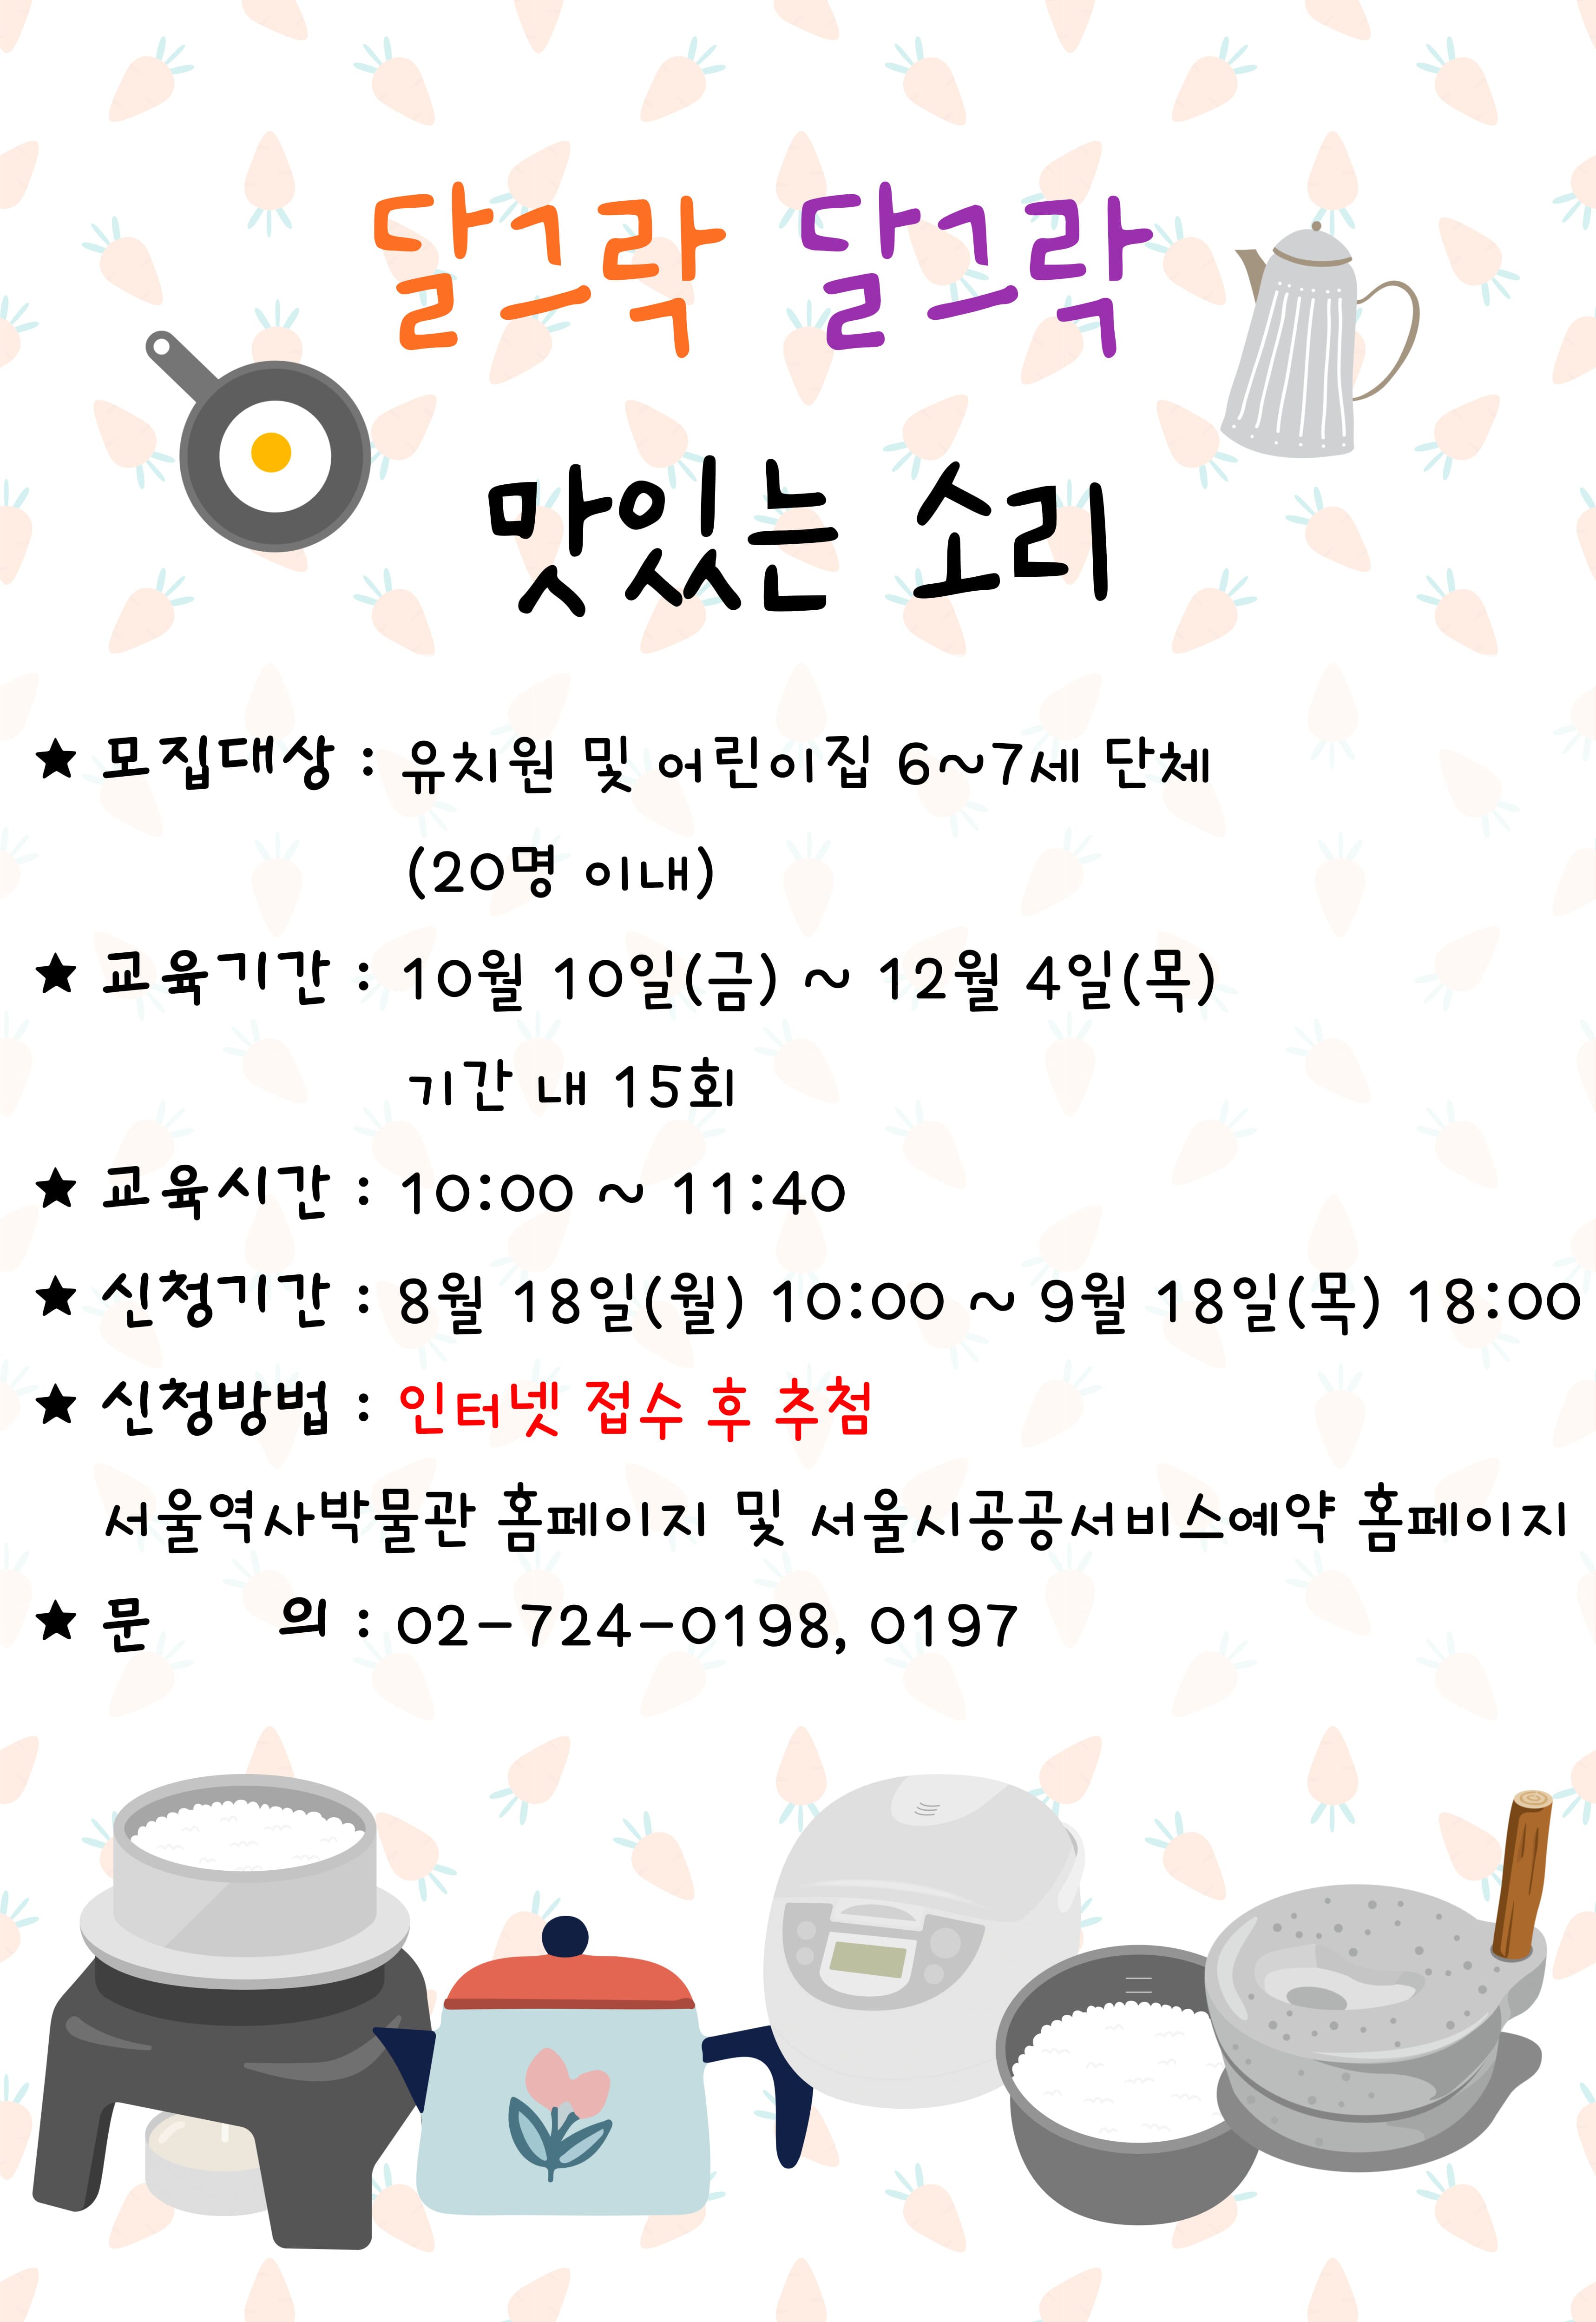 달그락 달그락
맛있는 소리
★ 모집대상 : 유치원 및 어린이집 6~7세 단체
(20명 이내)
★ 교육기간 : 10월 10일(금) ~ 12월 4일(목)
기간 내 15회
★ 교육시간 : 10:00 ~ 11:40
★ 신청기간 : 8월 18일(월) 10:00 ~ 9월 18일(목) 18:00
★ 신청방법 : 인터넷 접수 후 추첨
서울역사박물관 홈페이지 및 서울시공공서비스예약 홈페이지
★ 문 의 : 02-724-0198, 0197